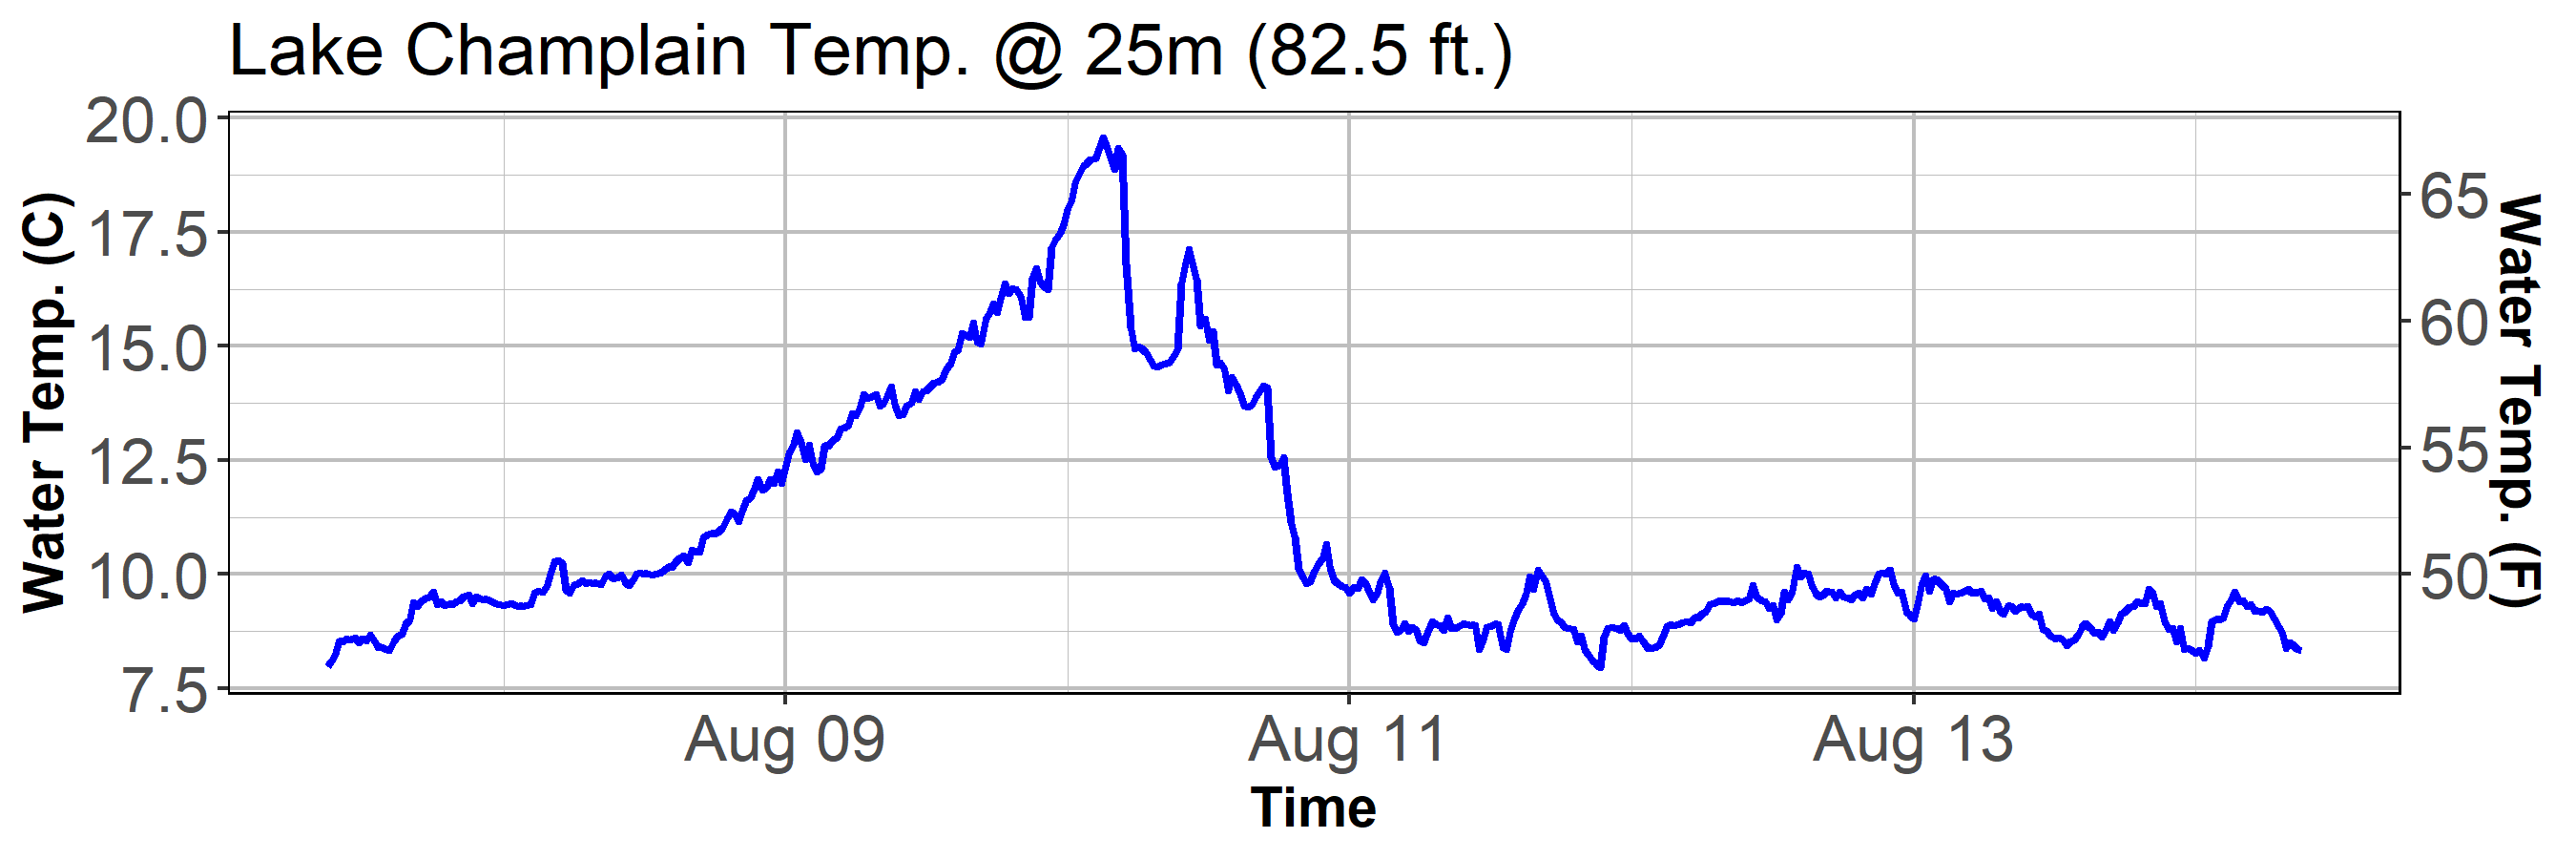 Lake Champlain Temp. @ 25m (82.5 ft.)
Water Temp. (C)
20.0
17.5
15.0
12.5
10.0
7.5
65
60
55
50
Water Temp. (F)
Aug 09
Aug 11
Aug 13
Time